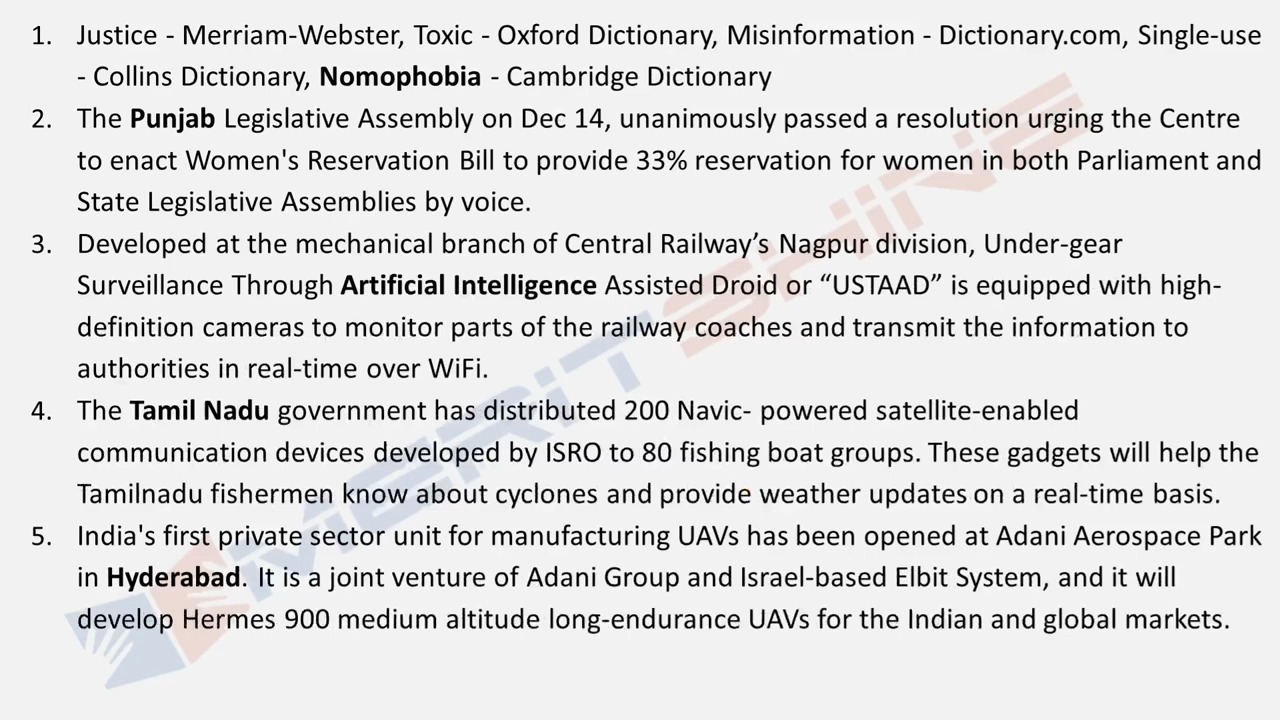 1. Justice - Merriam-Webster, Toxic - Oxford Dictionary, Misinformation - Dictionary.com, Single-use
- Collins Dictionary, Nomophobia - Cambridge Dictionary
2. The Punjab Legislative Assembly on Dec 14, unanimously passed a resolution urging the Centre
to enact Women's Reservation Bill to provide 33% reservation for women in both Parliament and
State Legislative Assemblies by voice.
3. Developed at the mechanical branch of Central Railway’s Nagpur division, Under-gear
Surveillance Through Artificial Intelligence Assisted Droid or “USTAAD” is equipped with high-
definition cameras to monitor parts of the railway coaches and transmit the information to
authorities in real-time over WiFi.
4. The Tamil Nadu government has distributed 200 Navic- powered satellite-enabled
communication devices developed by ISRO to 80 fishing boat groups. These gadgets will help the
Tamilnadu fishermen know about cyclones and provide weather updates on a real-time basis.
5. India's first private sector unit for manufacturing UAVs has been opened at Adani Aerospace Park
in Hyderabad. It is a joint venture of Adani Group and Israel-based Elbit System, and it will
develop Hermes 900 medium altitude long-endurance UAVs for the Indian and global markets.
MERiT SHiNE